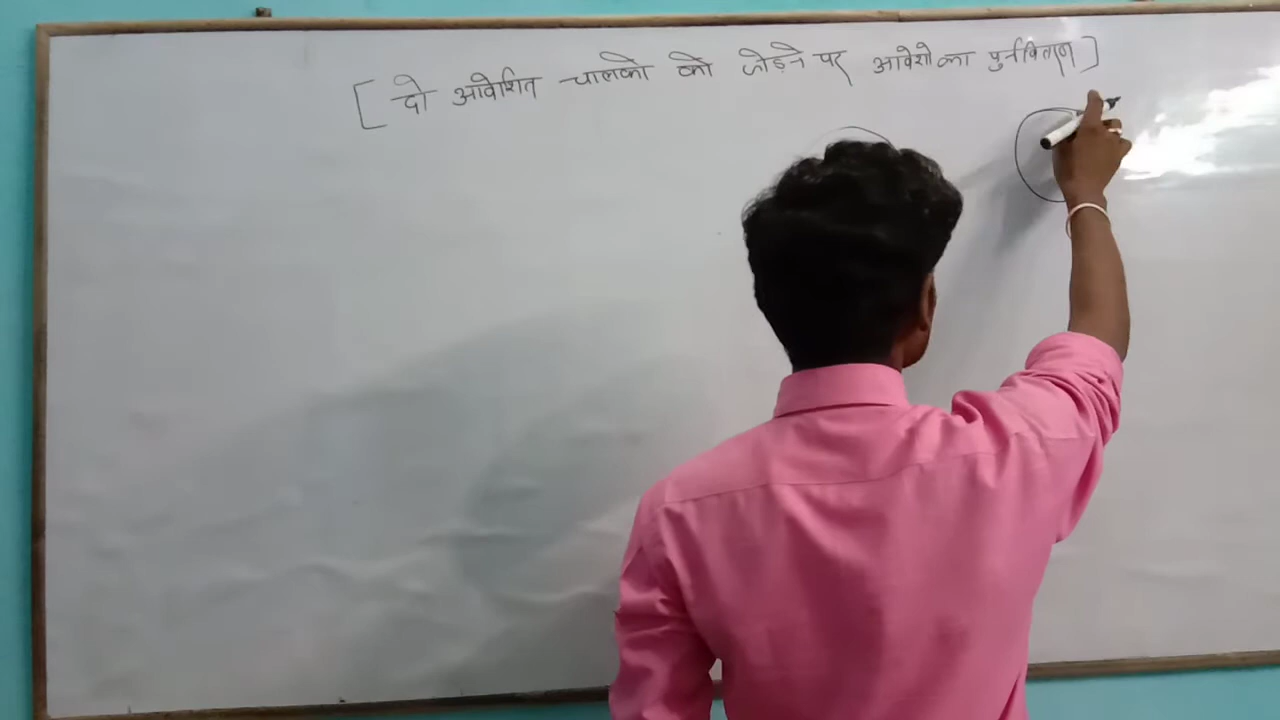 [दो आवेशित चालको को जोड़ने पर आवेशो का पुर्नवितरण]